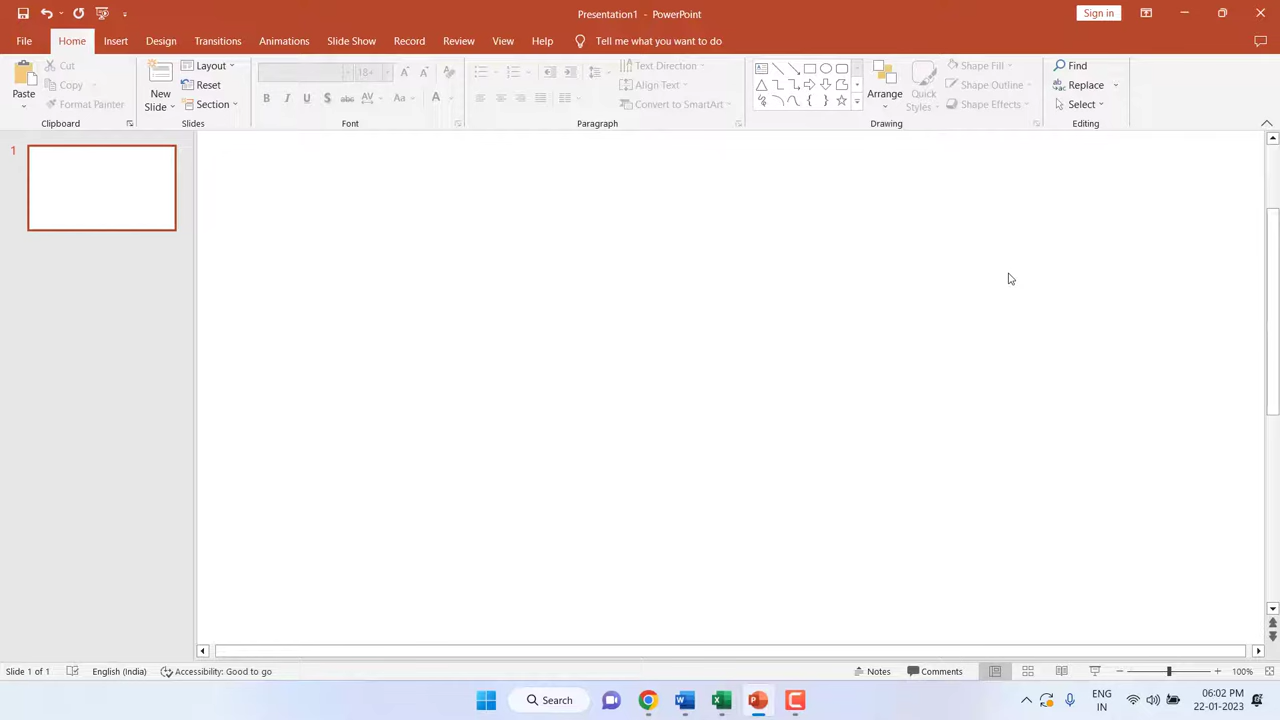 Presentation1 - PowerPoint
Sign in
File Home Insert Design Transitions Animations Slide Show Record Review View Help Tell me what you want to do
Paste
Cut
Copy
Format Painter
Clipboard
New Slide
Layout
Reset
Section
Slides
18
B I U S abc AV Aa A
Font
Text Direction
Align Text
Convert to SmartArt
Paragraph
Arrange
Quick Styles
Shape Fill
Shape Outline
Shape Effects
Drawing
Find
Replace
Select
Editing
1
Slide 1 of 1 English (India) Accessibility: Good to go Notes Comments 100%
Search
ENG
IN
06:02 PM
22-01-2023